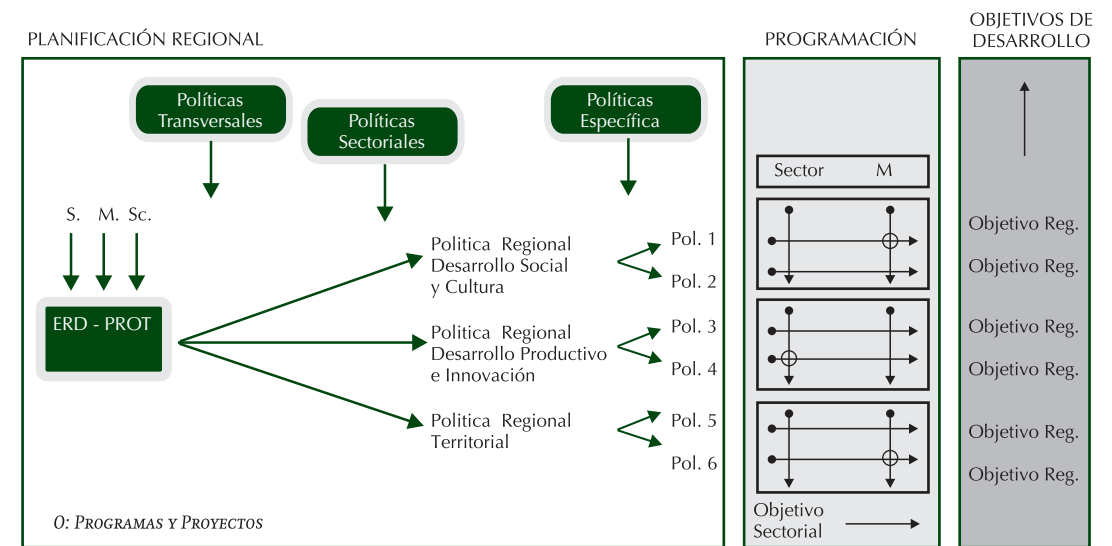 PLANIFICACIÓN REGIONAL
PROGRAMACIÓN
OBJETIVOS DE
DESARROLLO
Políticas
Transversales
Políticas
Sectoriales
Políticas
Específica
S. M. Sc.
ERD - PROT
Politica Regional
Desarrollo Social
y Cultura
Politica Regional
Desarrollo Productivo
e Innovación
Politica Regional
Territorial
Pol. 1
Pol. 2
Pol. 3
Pol. 4
Pol. 5
Pol. 6
O: PROGRAMAS Y PROYECTOS
Sector M
Objetivo
Sectorial
Objetivo Reg.
Objetivo Reg.
Objetivo Reg.
Objetivo Reg.
Objetivo Reg.
Objetivo Reg.